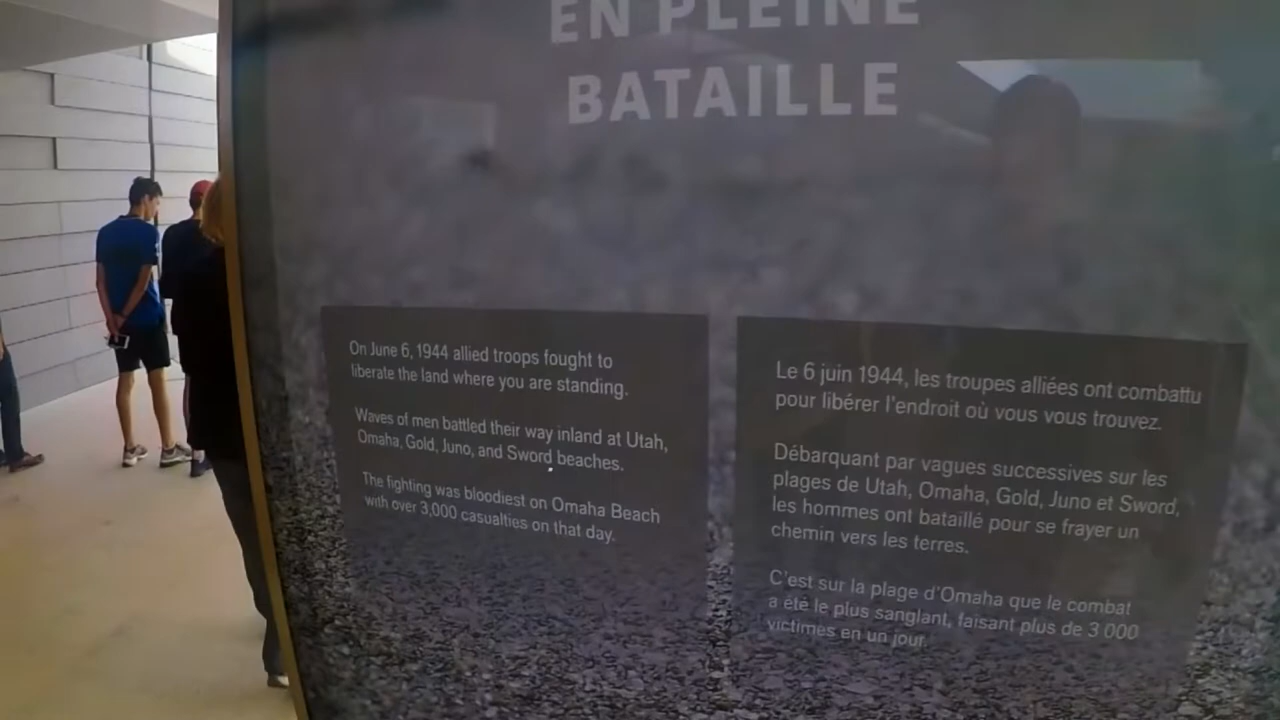 EN PLEINE
BATAILLE
On June 6, 1944 allied troops fought to
liberate the land where you are standing.
Waves of men battled their way inland at Utah,
Omaha, Gold, Juno, and Sword beaches.
The fighting was bloodiest on Omaha Beach
with over 3,000 casualties on that day.
Le 6 juin 1944, les troupes alliées ont combattu
pour libérer l'endroit où vous vous trouvez.
Débarquant par vagues successives sur les
plages de Utah, Omaha, Gold, Juno et Sword,
les hommes ont bataillé pour se frayer un
chemin vers les terres.
C'est sur la plage d'Omaha que le combat
a été le plus sanglant, faisant plus de 3 000
victimes en un jour.